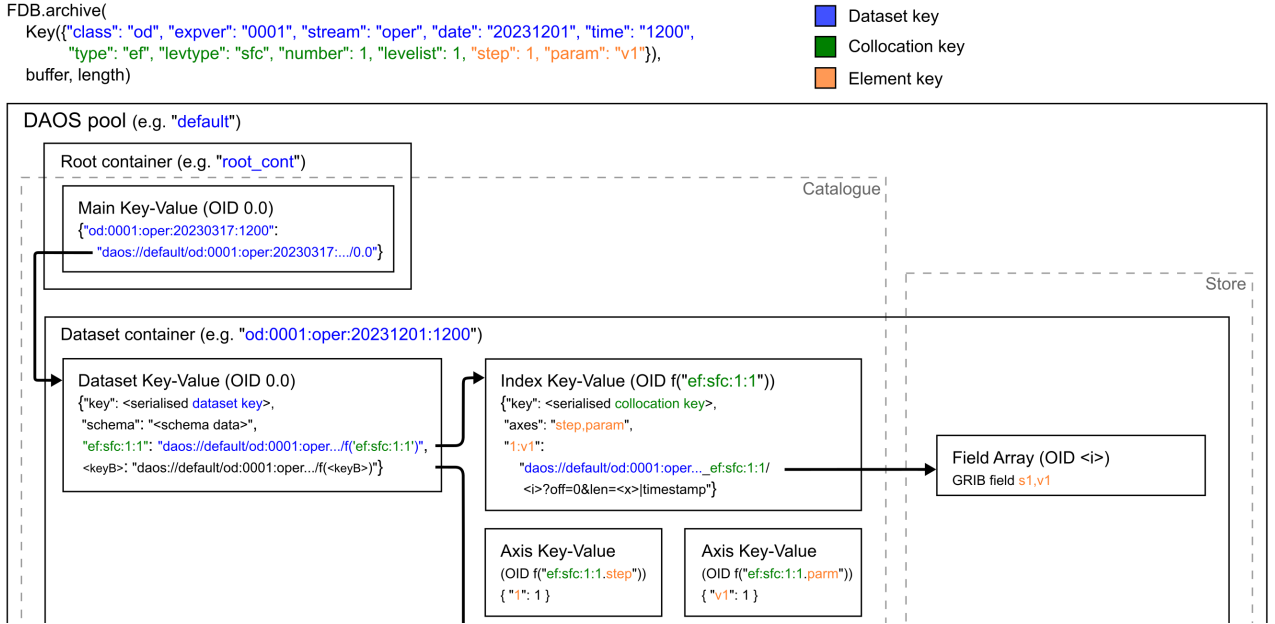 FDB.archive(
Key({"class": "od", "expver": "0001", "stream": "oper", "date": "20231201", "time": "1200",
"type": "ef", "levtype": "sfc", "number": 1, "levelist": 1, "step": 1, "param": "v1"}),
buffer, length)
Dataset key
Collocation key
Element key
DAOS pool (e.g. "default")
Root container (e.g. "root_cont")
Catalogue
Main Key-Value (OID 0.0)
{"od:0001:oper:20230317:1200":
"daos://default/od:0001:oper:20230317:.../0.0"}
Store
Dataset container (e.g. "od:0001:oper:20231201:1200")
Dataset Key-Value (OID 0.0)
{"key": <serialised dataset key>,
"schema": "<schema data>",
"ef:sfc:1:1": "daos://default/od:0001:oper.../f('ef:sfc:1:1')",
<keyB>: "daos://default/od:0001:oper.../f(<keyB>)"}
Index Key-Value (OID f("ef:sfc:1:1"))
{"key": <serialised collocation key>,
"axes": "step,param",
"1:v1":
"daos://default/od:0001:oper..._ef:sfc:1:1/
<i>?off=0&len=<x>|timestamp"}
Field Array (OID <i>)
GRIB field s1,v1
Axis Key-Value
(OID f("ef:sfc:1:1.step"))
{ "1": 1 }
Axis Key-Value
(OID f("ef:sfc:1:1.parm"))
{ "v1": 1 }